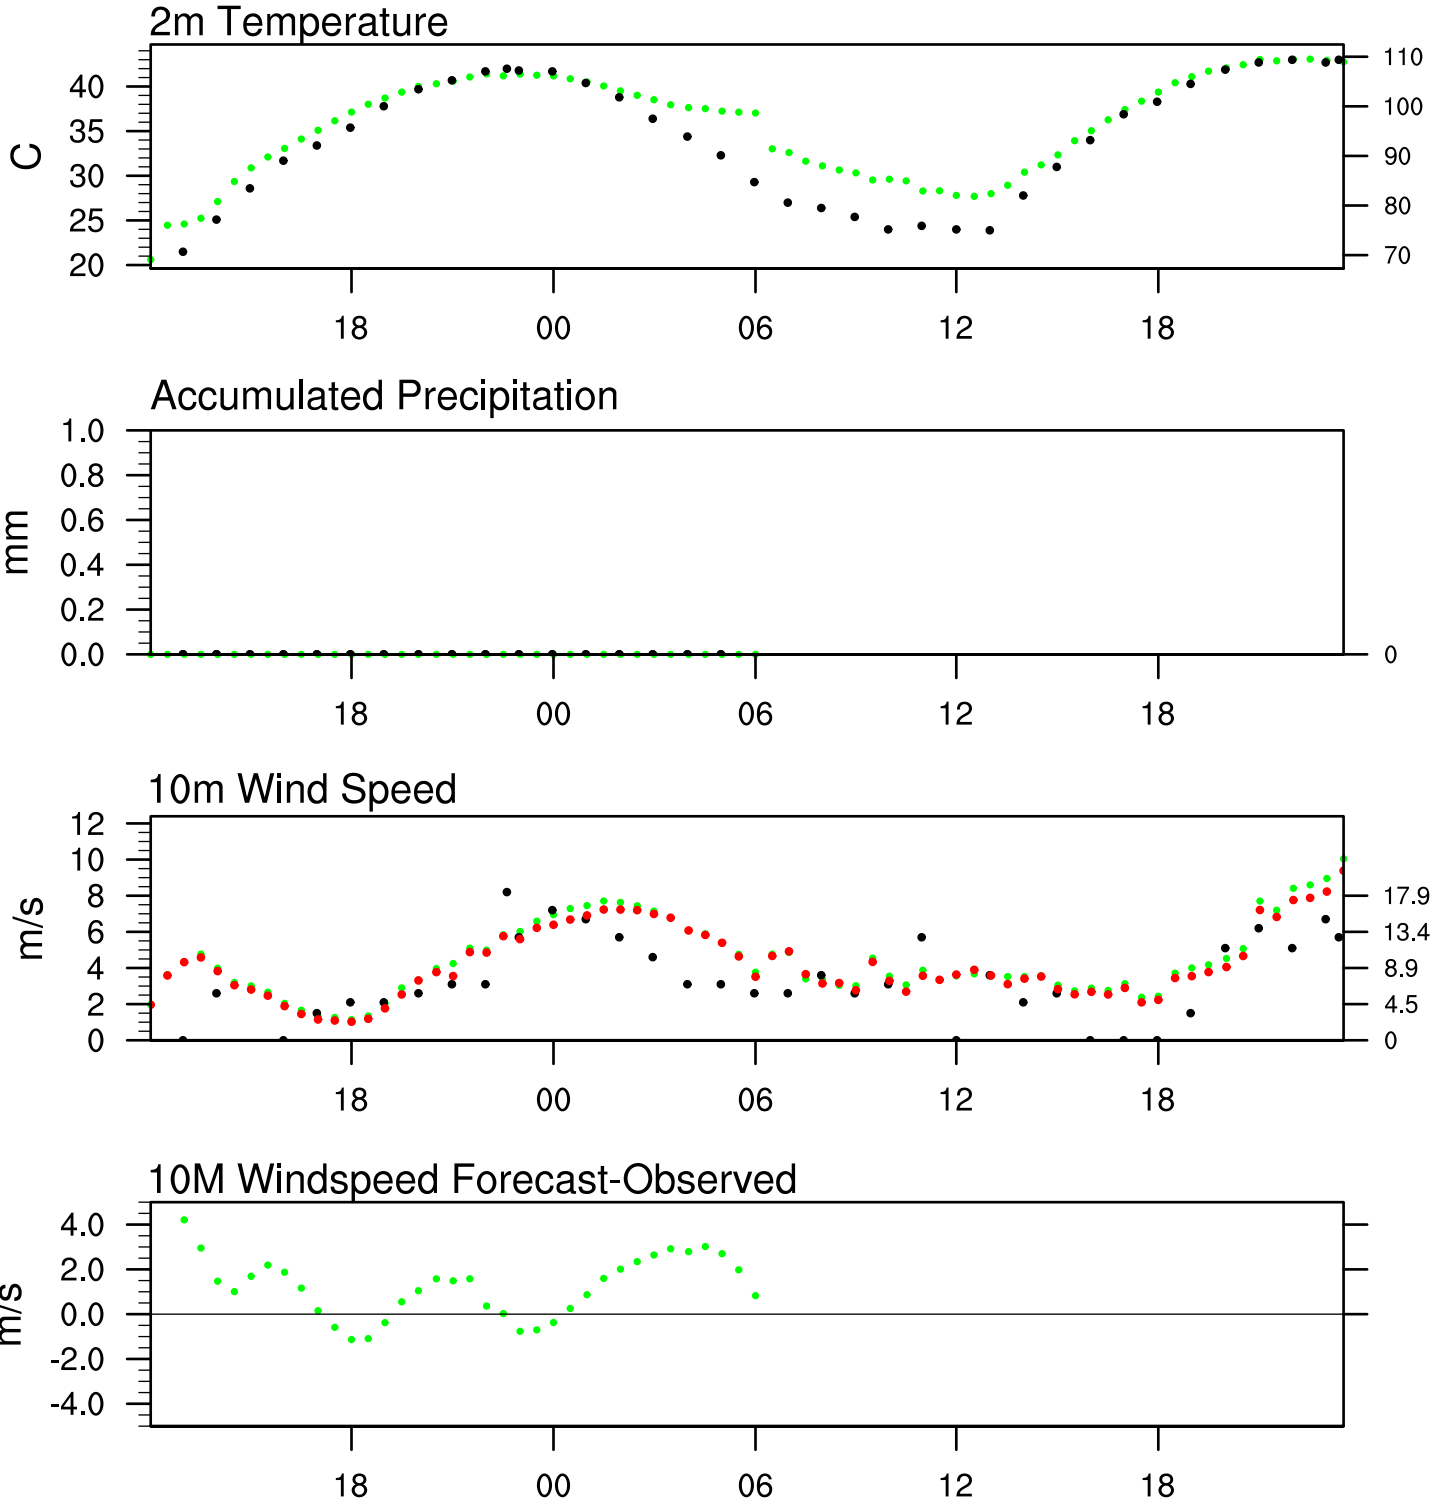 2m Temperature
C
40
35
30
25
20
110
100
90
80
70
18 00 06 12 18
Accumulated Precipitation
mm
1.0
0.8
0.6
0.4
0.2
0.0
0
18 00 06 12 18
10m Wind Speed
m/s
12
10
8
6
4
2
0
17.9
13.4
8.9
4.5
0
18 00 06 12 18
10M Windspeed Forecast-Observed
m/s
4.0
2.0
0.0
-2.0
-4.0
18 00 06 12 18